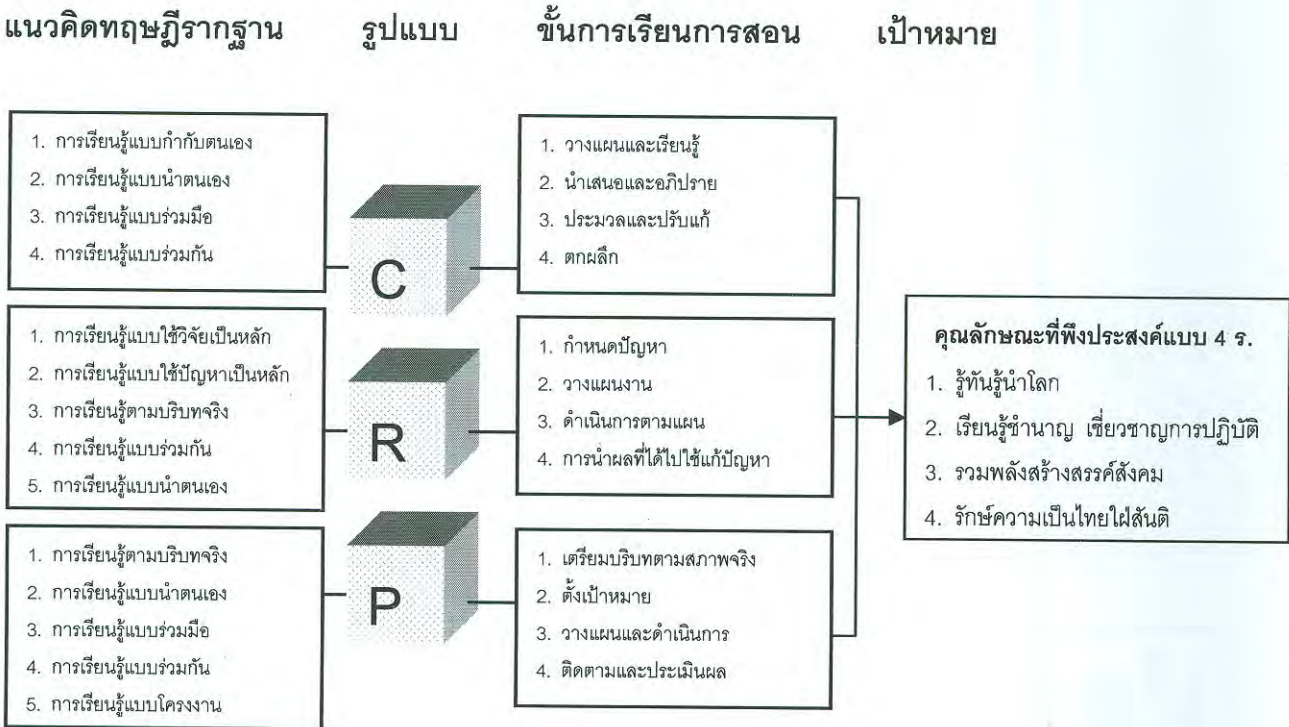 แนวคิดทฤษฎีรากฐาน
รูปแบบ
ขั้นการเรียนการสอน
เป้าหมาย
1. การเรียนรู้แบบกำกับตนเอง
2. การเรียนรู้แบบนำตนเอง
3. การเรียนรู้แบบร่วมมือ
4. การเรียนรู้แบบร่วมกัน
C
1. วางแผนและเรียนรู้
2. นำเสนอและอภิปราย
3. ประมวลและปรับแก้
4. ตกผลึก
1. การเรียนรู้แบบใช้วิจัยเป็นหลัก
2. การเรียนรู้แบบใช้ปัญหาเป็นหลัก
3. การเรียนรู้ตามบริบทจริง
4. การเรียนรู้แบบร่วมกัน
5. การเรียนรู้แบบนำตนเอง
R
1. กำหนดปัญหา
2. วางแผนงาน
3. ดำเนินการตามแผน
4. การนำผลที่ได้ไปใช้แก้ปัญหา
1. การเรียนรู้ตามบริบทจริง
2. การเรียนรู้แบบนำตนเอง
3. การเรียนรู้แบบร่วมมือ
4. การเรียนรู้แบบร่วมกัน
5. การเรียนรู้แบบโครงงาน
P
1. เตรียมบริบทตามสภาพจริง
2. ตั้งเป้าหมาย
3. วางแผนและดำเนินการ
4. ติดตามและประเมินผล
คุณลักษณะที่พึงประสงค์แบบ 4 ร.
1. รู้ทันรู้นำโลก
2. เรียนรู้ชำนาญ เชี่ยวชาญการปฏิบัติ
3. รวมพลังสร้างสรรค์สังคม
4. รักษ์ความเป็นไทยใฝ่สันติ